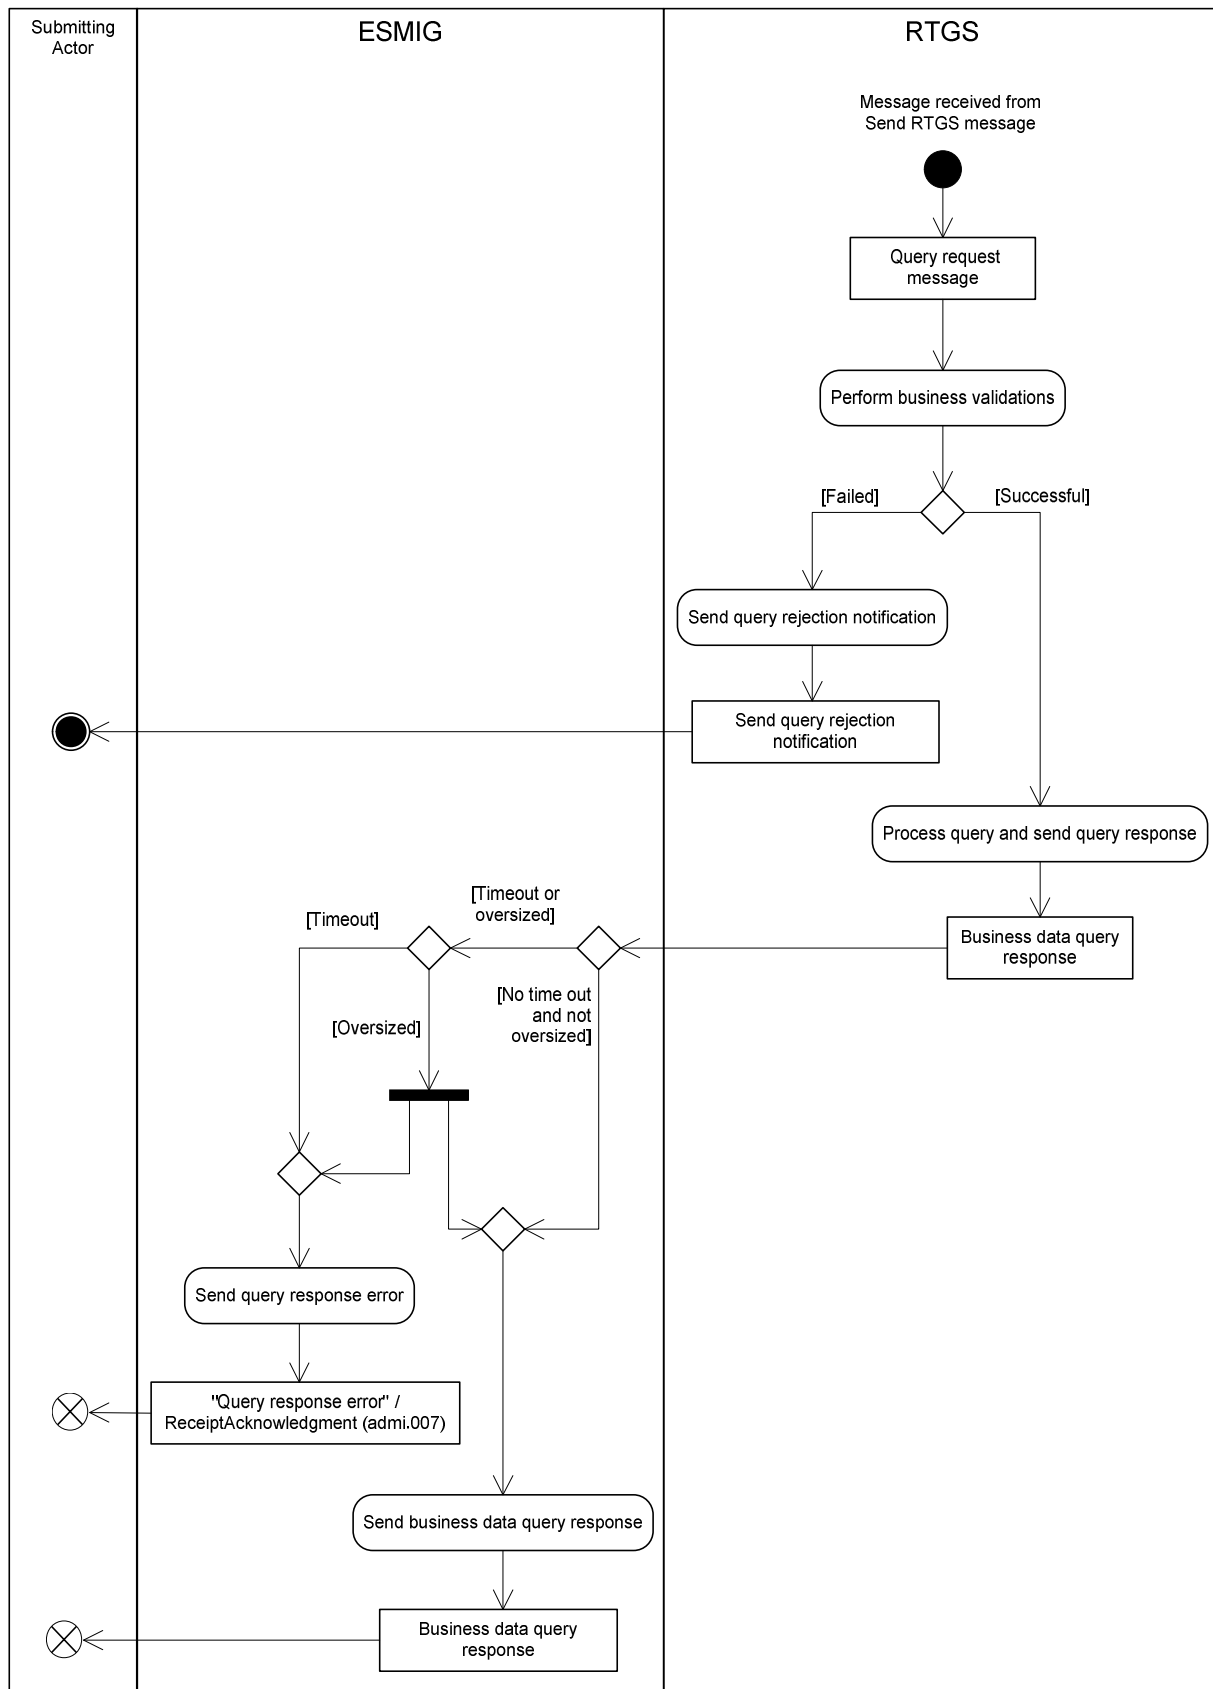 Submitting
Actor
ESMIG
RTGS
Message received from
Send RTGS message
Query request
message
Perform business validations
[Failed]
[Successful]
Send query rejection notification
Send query rejection
notification
Process query and send query response
[Timeout or
oversized]
[Timeout]
Business data query
response
[No time out
and not
oversized]
[Oversized]
Send query response error
"Query response error" /
ReceiptAcknowledgment (admi.007)
Send business data query response
Business data query
response